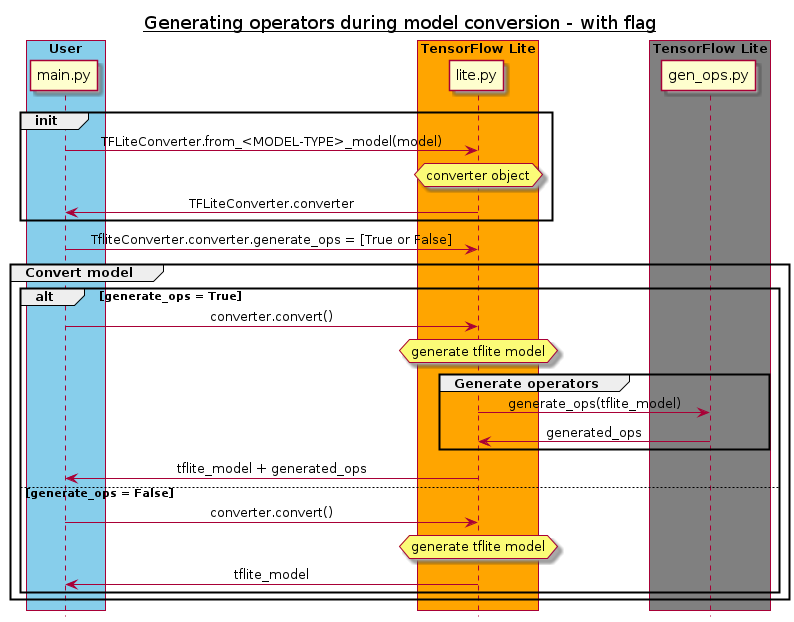 Generating operators during model conversion - with flag
User
TensorFlow Lite
TensorFlow Lite
main.py
lite.py
gen_ops.py
init
TFLiteConverter.from_<MODEL-TYPE>_model(model)
converter object
TFLiteConverter.converter
TfliteConverter.converter.generate_ops = [True or False]
Convert model
alt [generate_ops = True]
converter.convert()
generate tflite model
Generate operators
generate_ops(tflite_model)
generated_ops
tflite_model + generated_ops
[generate_ops = False]
converter.convert()
generate tflite model
tflite_model